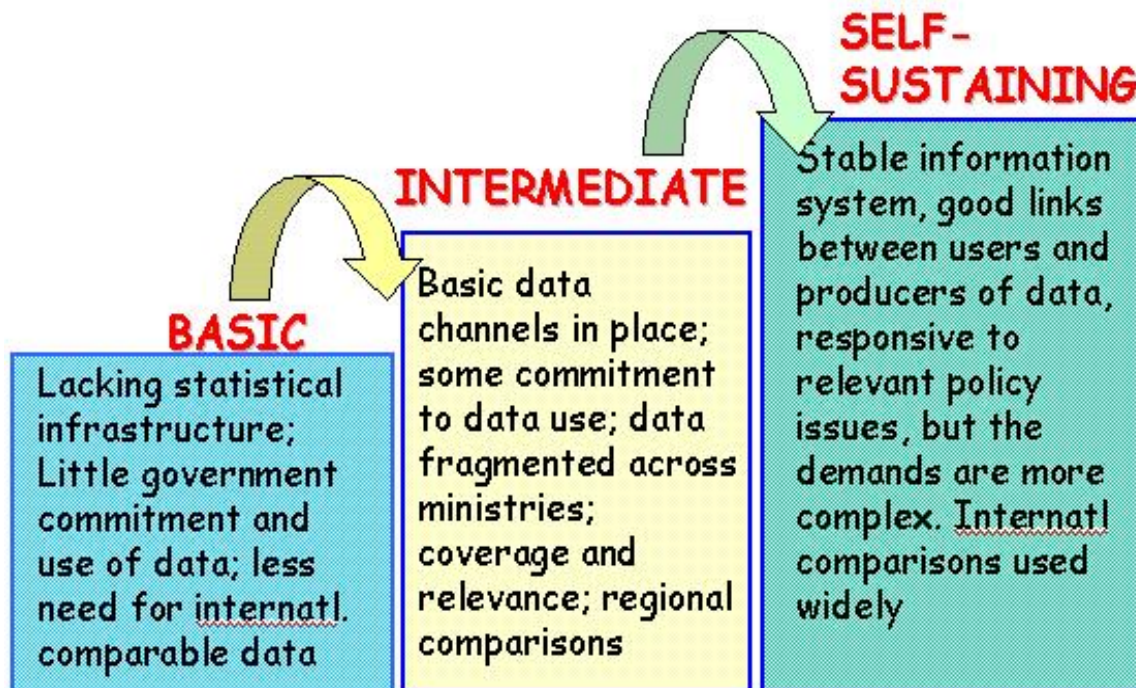 BASIC
Lacking statistical
infrastructure;
Little government
commitment and
use of data; less
need for internatl.
comparable data
INTERMEDIATE
Basic data
channels in place;
some commitment
to data use; data
fragmented across
ministries;
coverage and
relevance; regional
comparisons
SELF-
SUSTAINING
Stable information
system, good links
between users and
producers of data,
responsive to
relevant policy
issues, but the
demands are more
complex. Internatl
comparisons used
widely